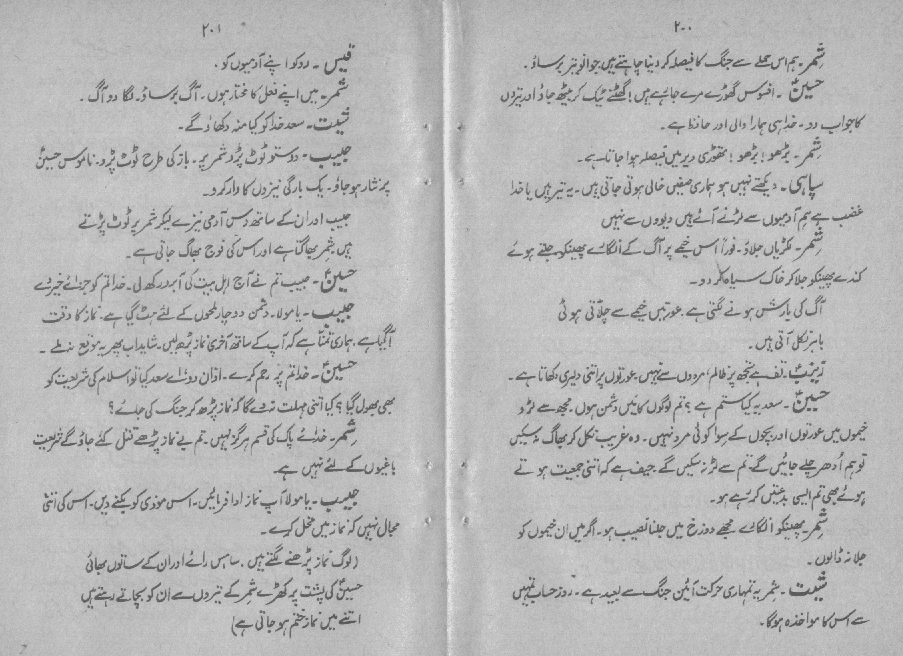 ۲۰۰
شمر۔ ہم اس حملے سے جنگ کا فیصلہ کر دینا چاہتے ہیں جوانو تیر برساؤ۔
حسینؑ۔ افسوس گھوڑے مرے جاتے ہیں! گھٹنے ٹیک کر بیٹھ جاؤ اور تیروں
کا جواب دو۔ خدا ہی ہمارا والی اور حافظ ہے۔
شمر۔ بڑھو! بڑھو! تھوڑی دیر میں فیصلہ ہوا جاتا ہے۔
سپاہی۔ دیکھتے نہیں ہو ہماری صفیں خالی ہوتی جاتی ہیں۔ یہ تیر ہیں یا خدا
غضب ہے ہم آدمیوں سے لڑنے آئے ہیں دیووں سے نہیں
شمر۔ لکڑیاں جلاؤ۔ فوراً اس خیمے پر آگ کے انگارے پھینکو جلتے ہوئے
کندے پھینکو جلا کر خاک سیاہ کر دو۔
آگ کی بارش ہونے لگتی ہے عورتیں خیمے سے چلاتی ہوئی
باہر نکل آتی ہیں۔
زینب۔ تف ہے تجھ پر ظالم، مردوں سے نہیں۔ عورتوں پر اتنی دلیری دکھاتا ہے۔
حسینؑ۔ سعد یہ کیا ستم ہے؟ تم لوگوں کا میں دشمن ہوں۔ مجھ سے لڑو
خیموں میں عورتوں اور بچوں کے سوا کوئی مرد نہیں۔ وہ غریب نکل کر بھاگ نہ سکیں
تو ہم اُدھر چلے جائیں گے۔ تم سے لڑ نہ سکیں گے۔ حیف ہے کہ اتنی جمعیت ہوتے
ہوئے بھی تم ایسی بدعتیں کر رہے ہو۔
شمر۔ پھینکو انگارے مجھے دوزخ میں جلنا نصیب ہو۔ اگر میں ان خیموں کو
جلا نہ ڈالوں۔
شیث۔ شمر یہ تمہاری حرکت آئین جنگ سے بعید ہے۔ روز حساب تمہیں
سے اس کا مواخذہ ہوگا۔
۲۰۱
قیس۔ روکو اپنے آدمیوں کو۔
شمر۔ میں اپنے فعل کا مختار ہوں۔ آگ برساؤ۔ لگا دو آگ۔
شیث۔ سعد خدا کو کیا منہ دکھاؤ گے۔
حبیب۔ دوستو ٹوٹ پڑو شمر پر۔ باز کی طرح ٹوٹ پڑو۔ ناموس حسینؑ
پر نثار ہو جاؤ۔ یک بارگی نیزوں کا وار کرو۔
حبیب اور ان کے ساتھ دس آدمی نیزے لیکر شمر پر ٹوٹ پڑتے
ہیں شمر بھاگتا ہے اور اس کی فوج بھاگ جاتی ہے۔
حسینؑ۔ حبیب تم نے آج اہل بیت کی آبرو رکھ لی۔ خدا تم کو جزائے خیر دے
حبیب۔ یا مولا۔ دشمن دو چار لمحوں کے لئے ہٹ گیا ہے۔ نماز کا وقت
آ گیا ہے ہماری تمنا ہے کہ آپ کے ساتھ آخری نماز پڑھ لیں۔ شاید اب پھر یہ موقع نہ ملے۔
حسینؑ۔ خدا تم پر رحم کرے۔ اذان دو، اے سعد کیا تو اسلام کی شریعت کو
بھی بھول گیا؟ کیا اتنی مہلت نہ دے گا کہ نماز پڑھ کر جنگ کی جائے؟
شمر۔ خدائے پاک کی قسم ہرگز نہیں۔ تم بے نماز پڑھے قتل کئے جاؤ گے شریعت
باغیوں کے لئے نہیں ہے۔
حبیب۔ یا مولا آپ نماز ادا فرمائیں۔ اس موذی کو بکنے دیں۔ اس کی اتنی
مجال نہیں کہ نماز میں مخل کرے۔
(لوگ نماز پڑھنے لگتے ہیں۔ ساہس رائے اور ان کے ساتوں بھائی
حسینؑ کی پشت پر کھڑے شمر کے تیروں سے ان کو بچاتے رہتے ہیں
اتنے میں نماز ختم ہو جاتی ہے)